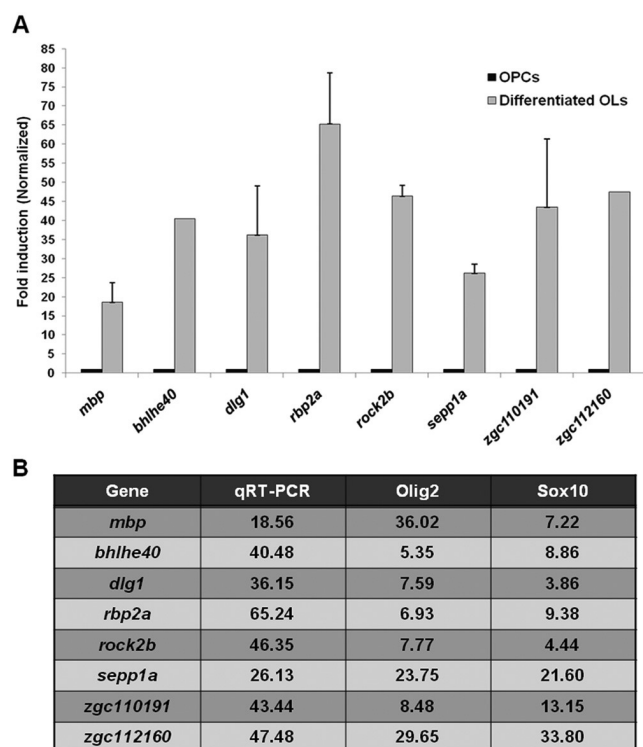 A
Fold induction (Normalized)
85
80
75
70
65
60
55
50
45
40
35
30
25
20
15
10
5
0
OPCs
Differentiated OLs
mbp
bhlhe40
dlg1
rbp2a
rock2b
sepp1a
zgc110191
zgc112160
B
Gene qRT-PCR Olig2 Sox10
mbp 18.56 36.02 7.22
bhlhe40 40.48 5.35 8.86
dlg1 36.15 7.59 3.86
rbp2a 65.24 6.93 9.38
rock2b 46.35 7.77 4.44
sepp1a 26.13 23.75 21.60
zgc110191 43.44 8.48 13.15
zgc112160 47.48 29.65 33.80